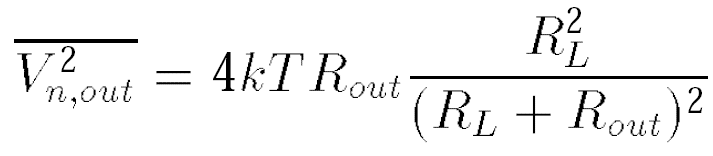 $\overline{V_{n,out}^2} = 4kTR_{out}\frac{R_L^2}{(R_L + R_{out})^2}$